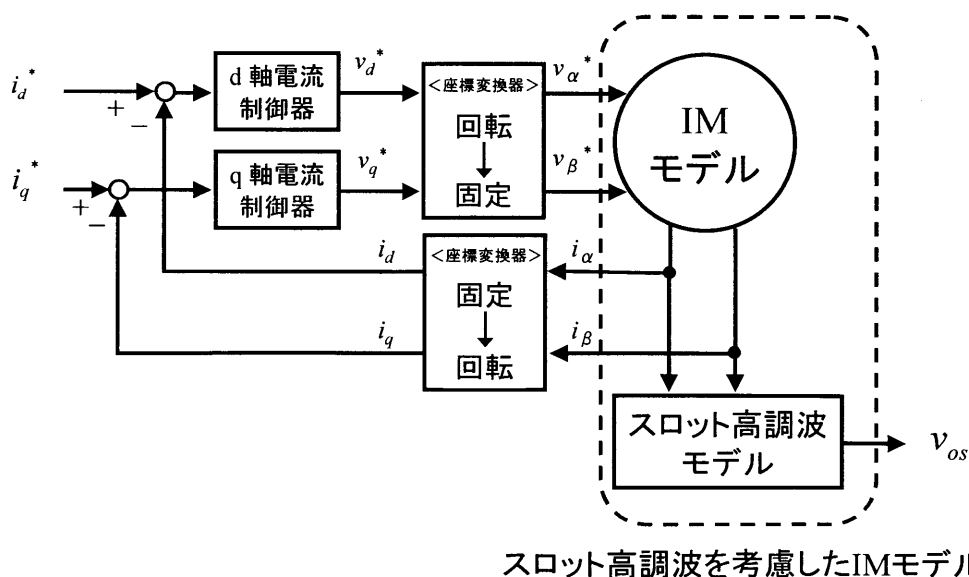 i_d^*
+
−
d 軸電流
制御器
v_d^*
<座標変換器>
回転
固定
v_α^*
IM
モデル
i_q^*
+
−
q 軸電流
制御器
v_q^*
v_β^*
i_d
<座標変換器>
固定
回転
i_α
i_q
i_β
スロット高調波
モデル
v_os
スロット高調波を考慮したIMモデル